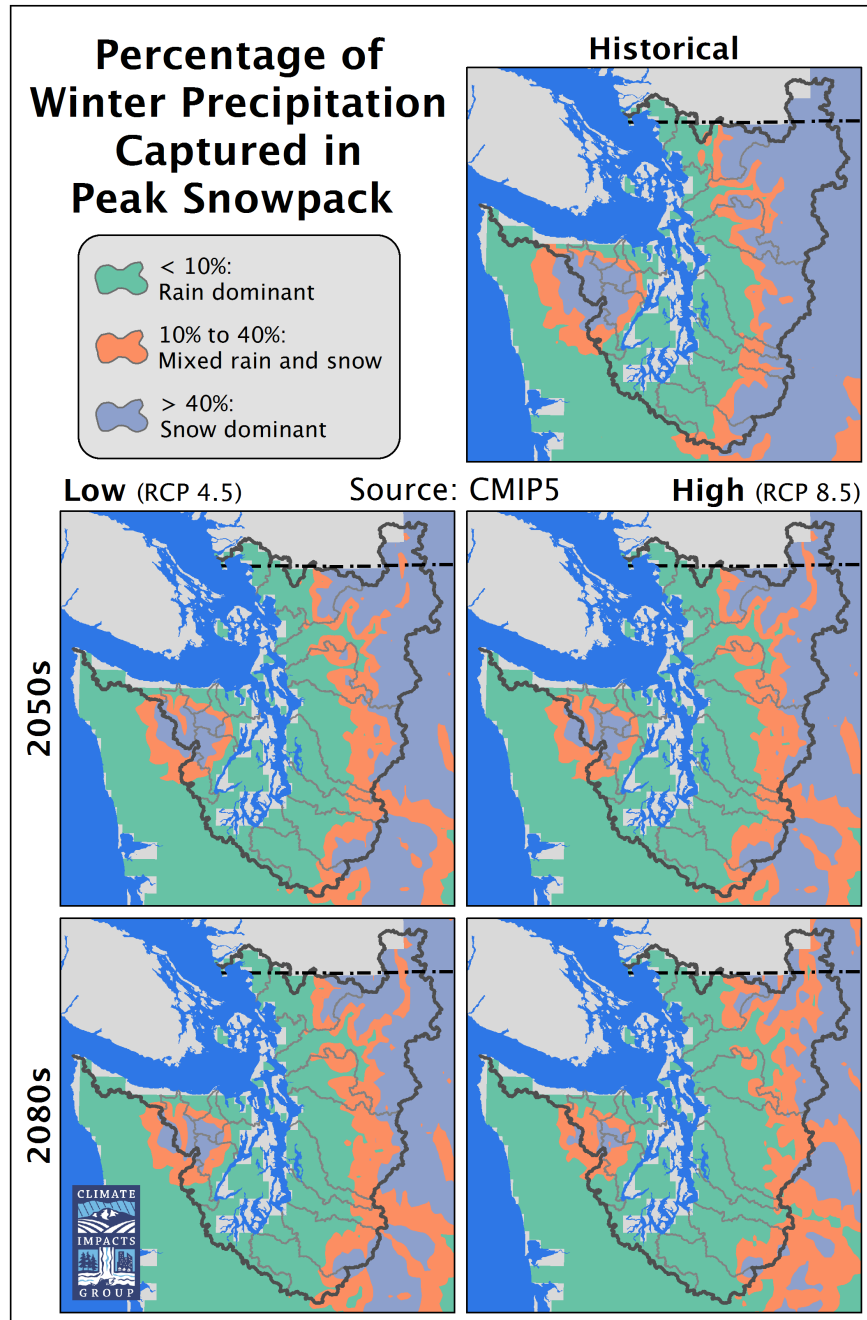 Percentage of
Winter Precipitation
Captured in
Peak Snowpack
Historical
< 10%:
Rain dominant
10% to 40%:
Mixed rain and snow
> 40%:
Snow dominant
Low (RCP 4.5)
Source: CMIP5
High (RCP 8.5)
2050s
2080s
CLIMATE
IMPACTS
GROUP